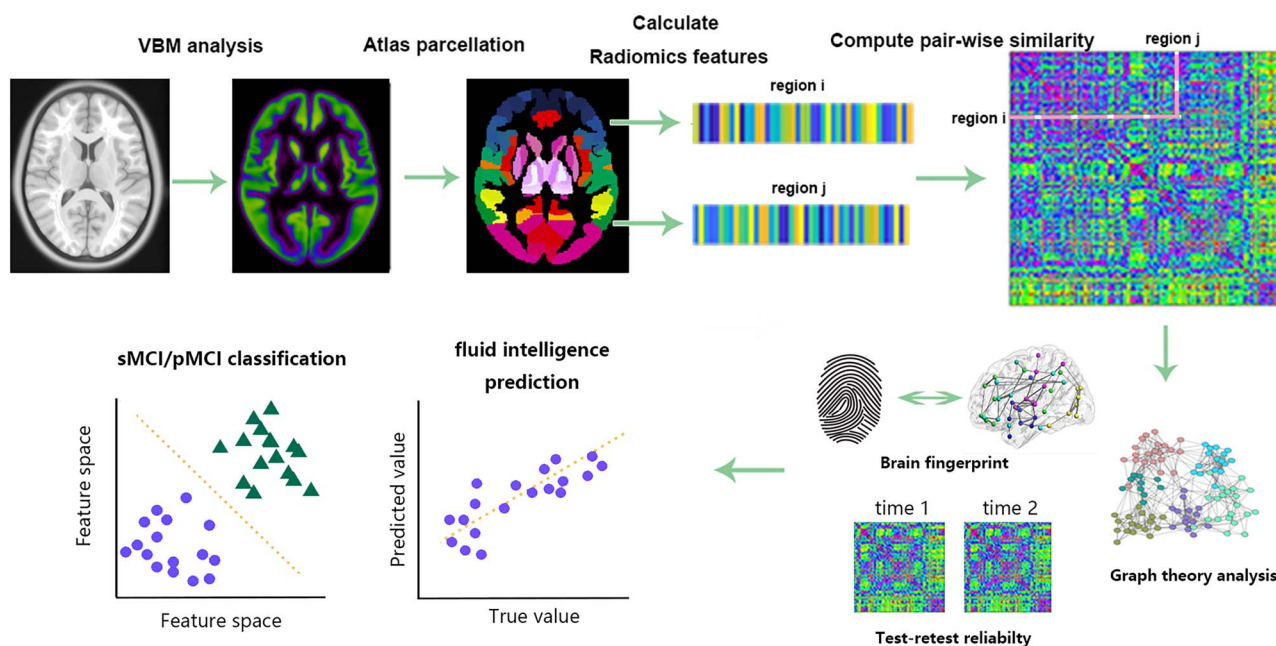 VBM analysis
Atlas parcellation
Calculate
Radiomics features
Compute pair-wise similarity
region j
region i
region i
region j
sMCI/pMCI classification
Feature space
Feature space
fluid intelligence
prediction
Predicted value
True value
Brain fingerprint
time 1
time 2
Test-retest reliabilty
Graph theory analysis